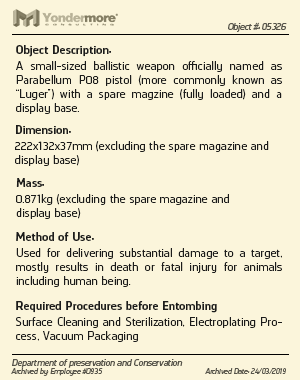 Yondermore®
CONSULTING
Object #: 05326
Object Description:
A small-sized ballistic weapon officially named as
Parabellum P08 pistol (more commonly known as
"Luger") with a spare magzine (fully loaded) and a
display base.
Dimension:
222x132x37mm (excluding the spare magazine and
display base)
Mass:
0.871kg (excluding the spare magazine and
display base)
Method of Use:
Used for delivering substantial damage to a target,
mostly results in death or fatal injury for animals
including human being.
Required Procedures before Entombing
Surface Cleaning and Sterilization, Electroplating Pro-
cess, Vacuum Packaging
Department of preservation and Conservation
Archived by Employee #0935
Archived Date: 24/03/2019